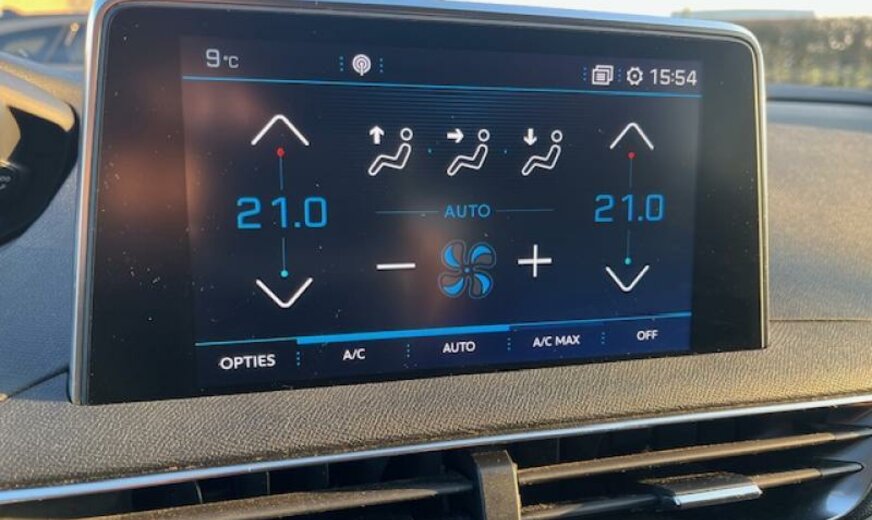 9°C 15:54
21.0 21.0
AUTO
OPTIES A/C AUTO A/C MAX OFF